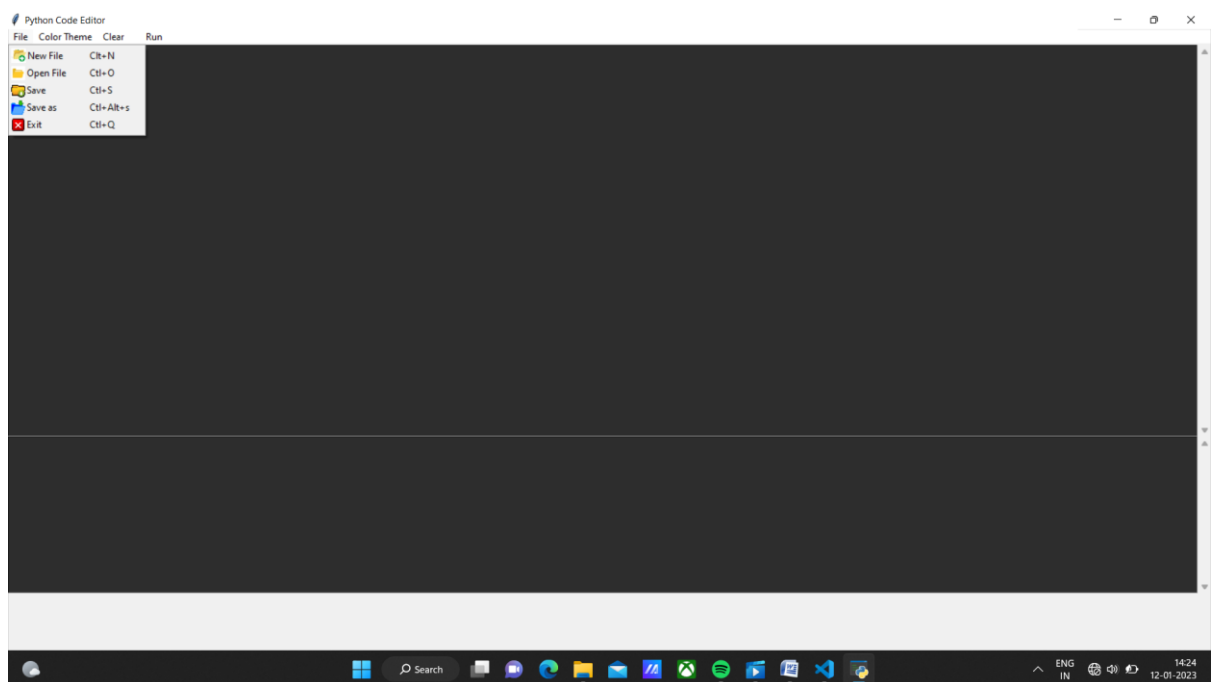 Python Code Editor
File Color Theme Clear Run
New File Clt+N
Open File Ctl+O
Save Ctl+S
Save as Ctl+Alt+s
Exit Ctl+Q
Search
ENG
IN
14:24
12-01-2023